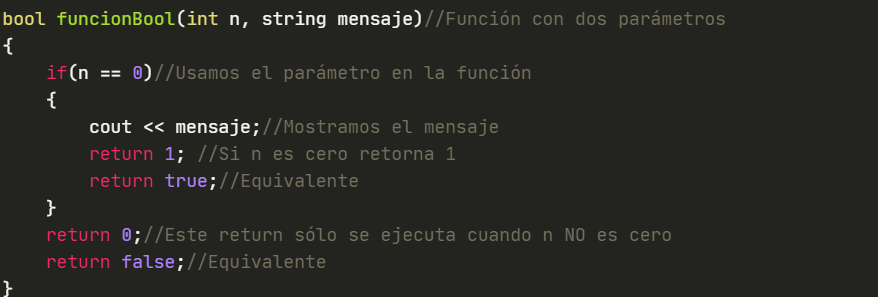 bool funcionBool(int n, string mensaje)//Función con dos parámetros
{
    if(n == 0)//Usamos el parámetro en la función
    {
        cout << mensaje;//Mostramos el mensaje
        return 1; //Si n es cero retorna 1
        return true;//Equivalente
    }
    return 0;//Este return sólo se ejecuta cuando n NO es cero
    return false;//Equivalente
}